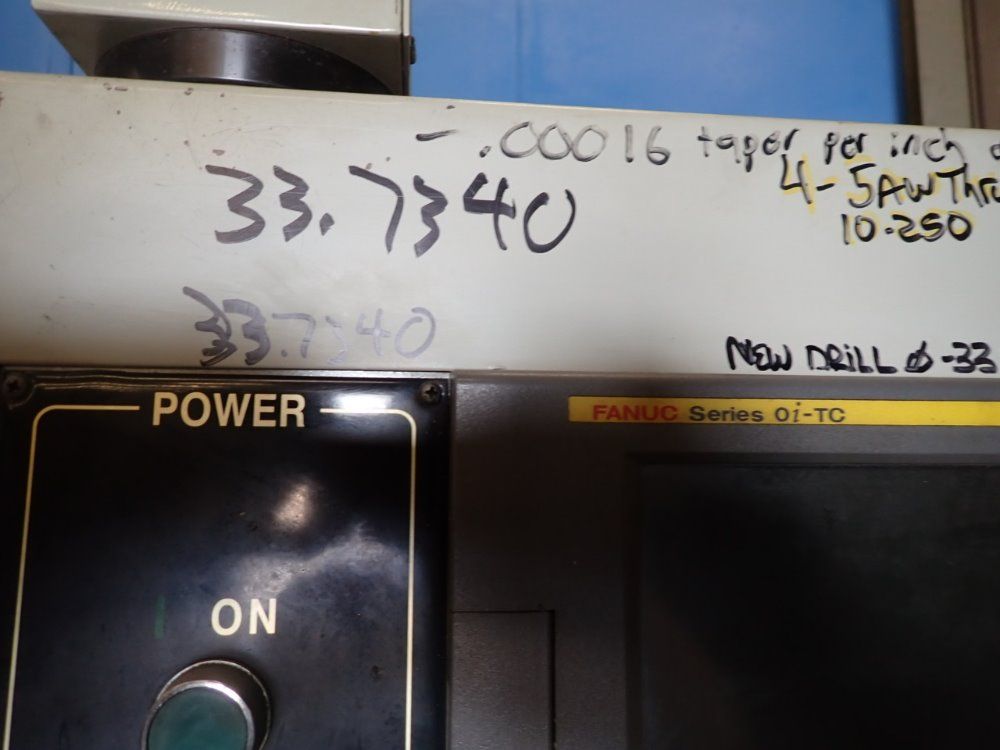 -.00016 taper per inch
33.7340
4-5AW Thru
10.250
33.7340
NEW DRILL ø -33
POWER
FANUC Series 0i-TC
ON